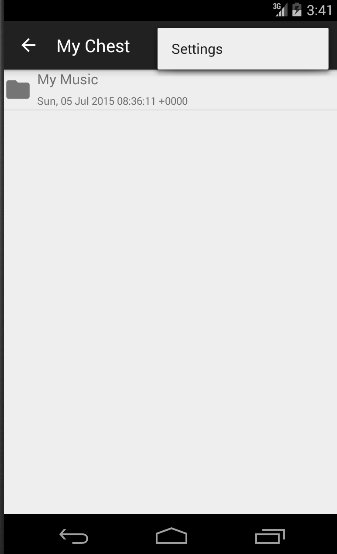 3G 3:41
My Chest
Settings
My Music
Sun, 05 Jul 2015 08:36:11 +0000